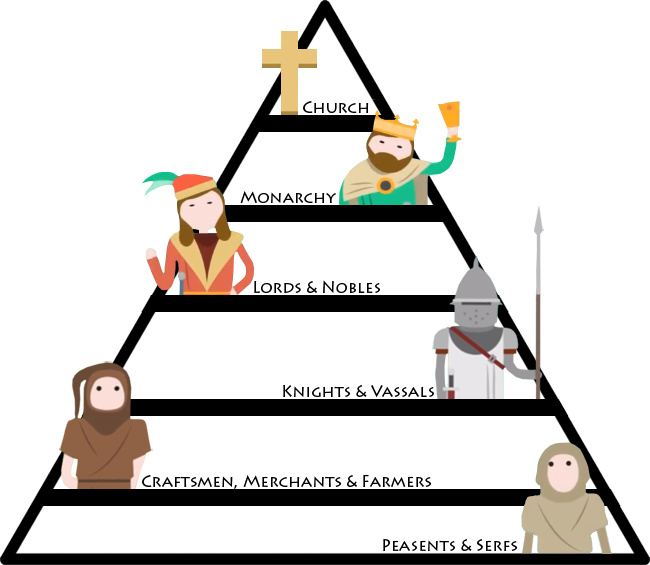 Church
Monarchy
Lords & Nobles
Knights & Vassals
Craftsmen, Merchants & Farmers
Peasents & Serfs